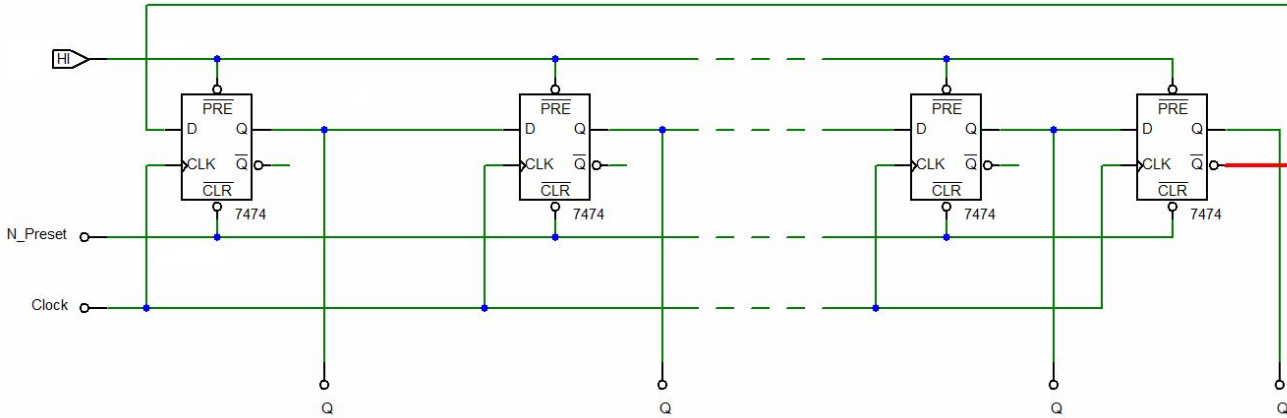 HI
PRE PRE PRE PRE
D Q D Q D Q D Q
CLK Q CLK Q CLK Q CLK Q
CLR CLR CLR CLR
7474 7474 7474 7474
N_Preset
Clock
Q Q Q Q